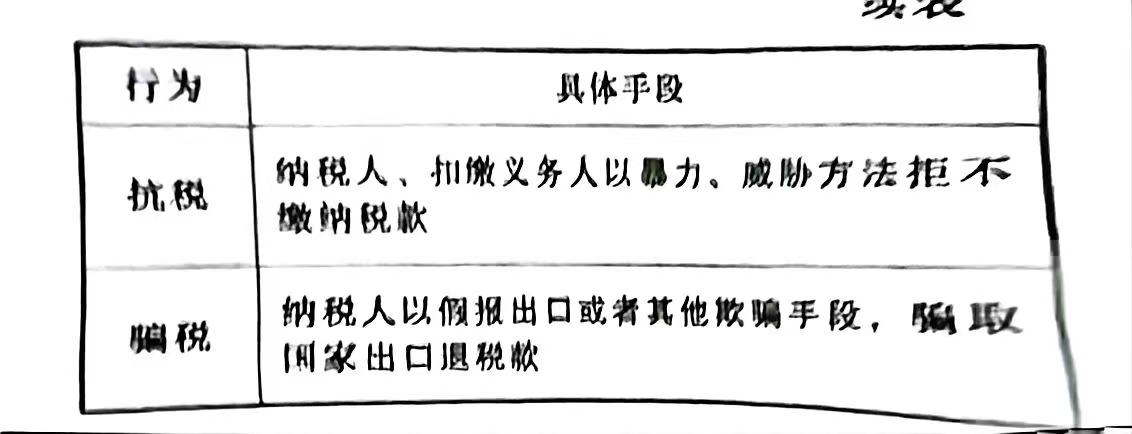 续表
行为
具体手段
抗税
纳税人、扣缴义务人以暴力、威胁方法拒不
缴纳税款
骗税
纳税人以假报出口或者其他欺骗手段，骗取
国家出口退税款